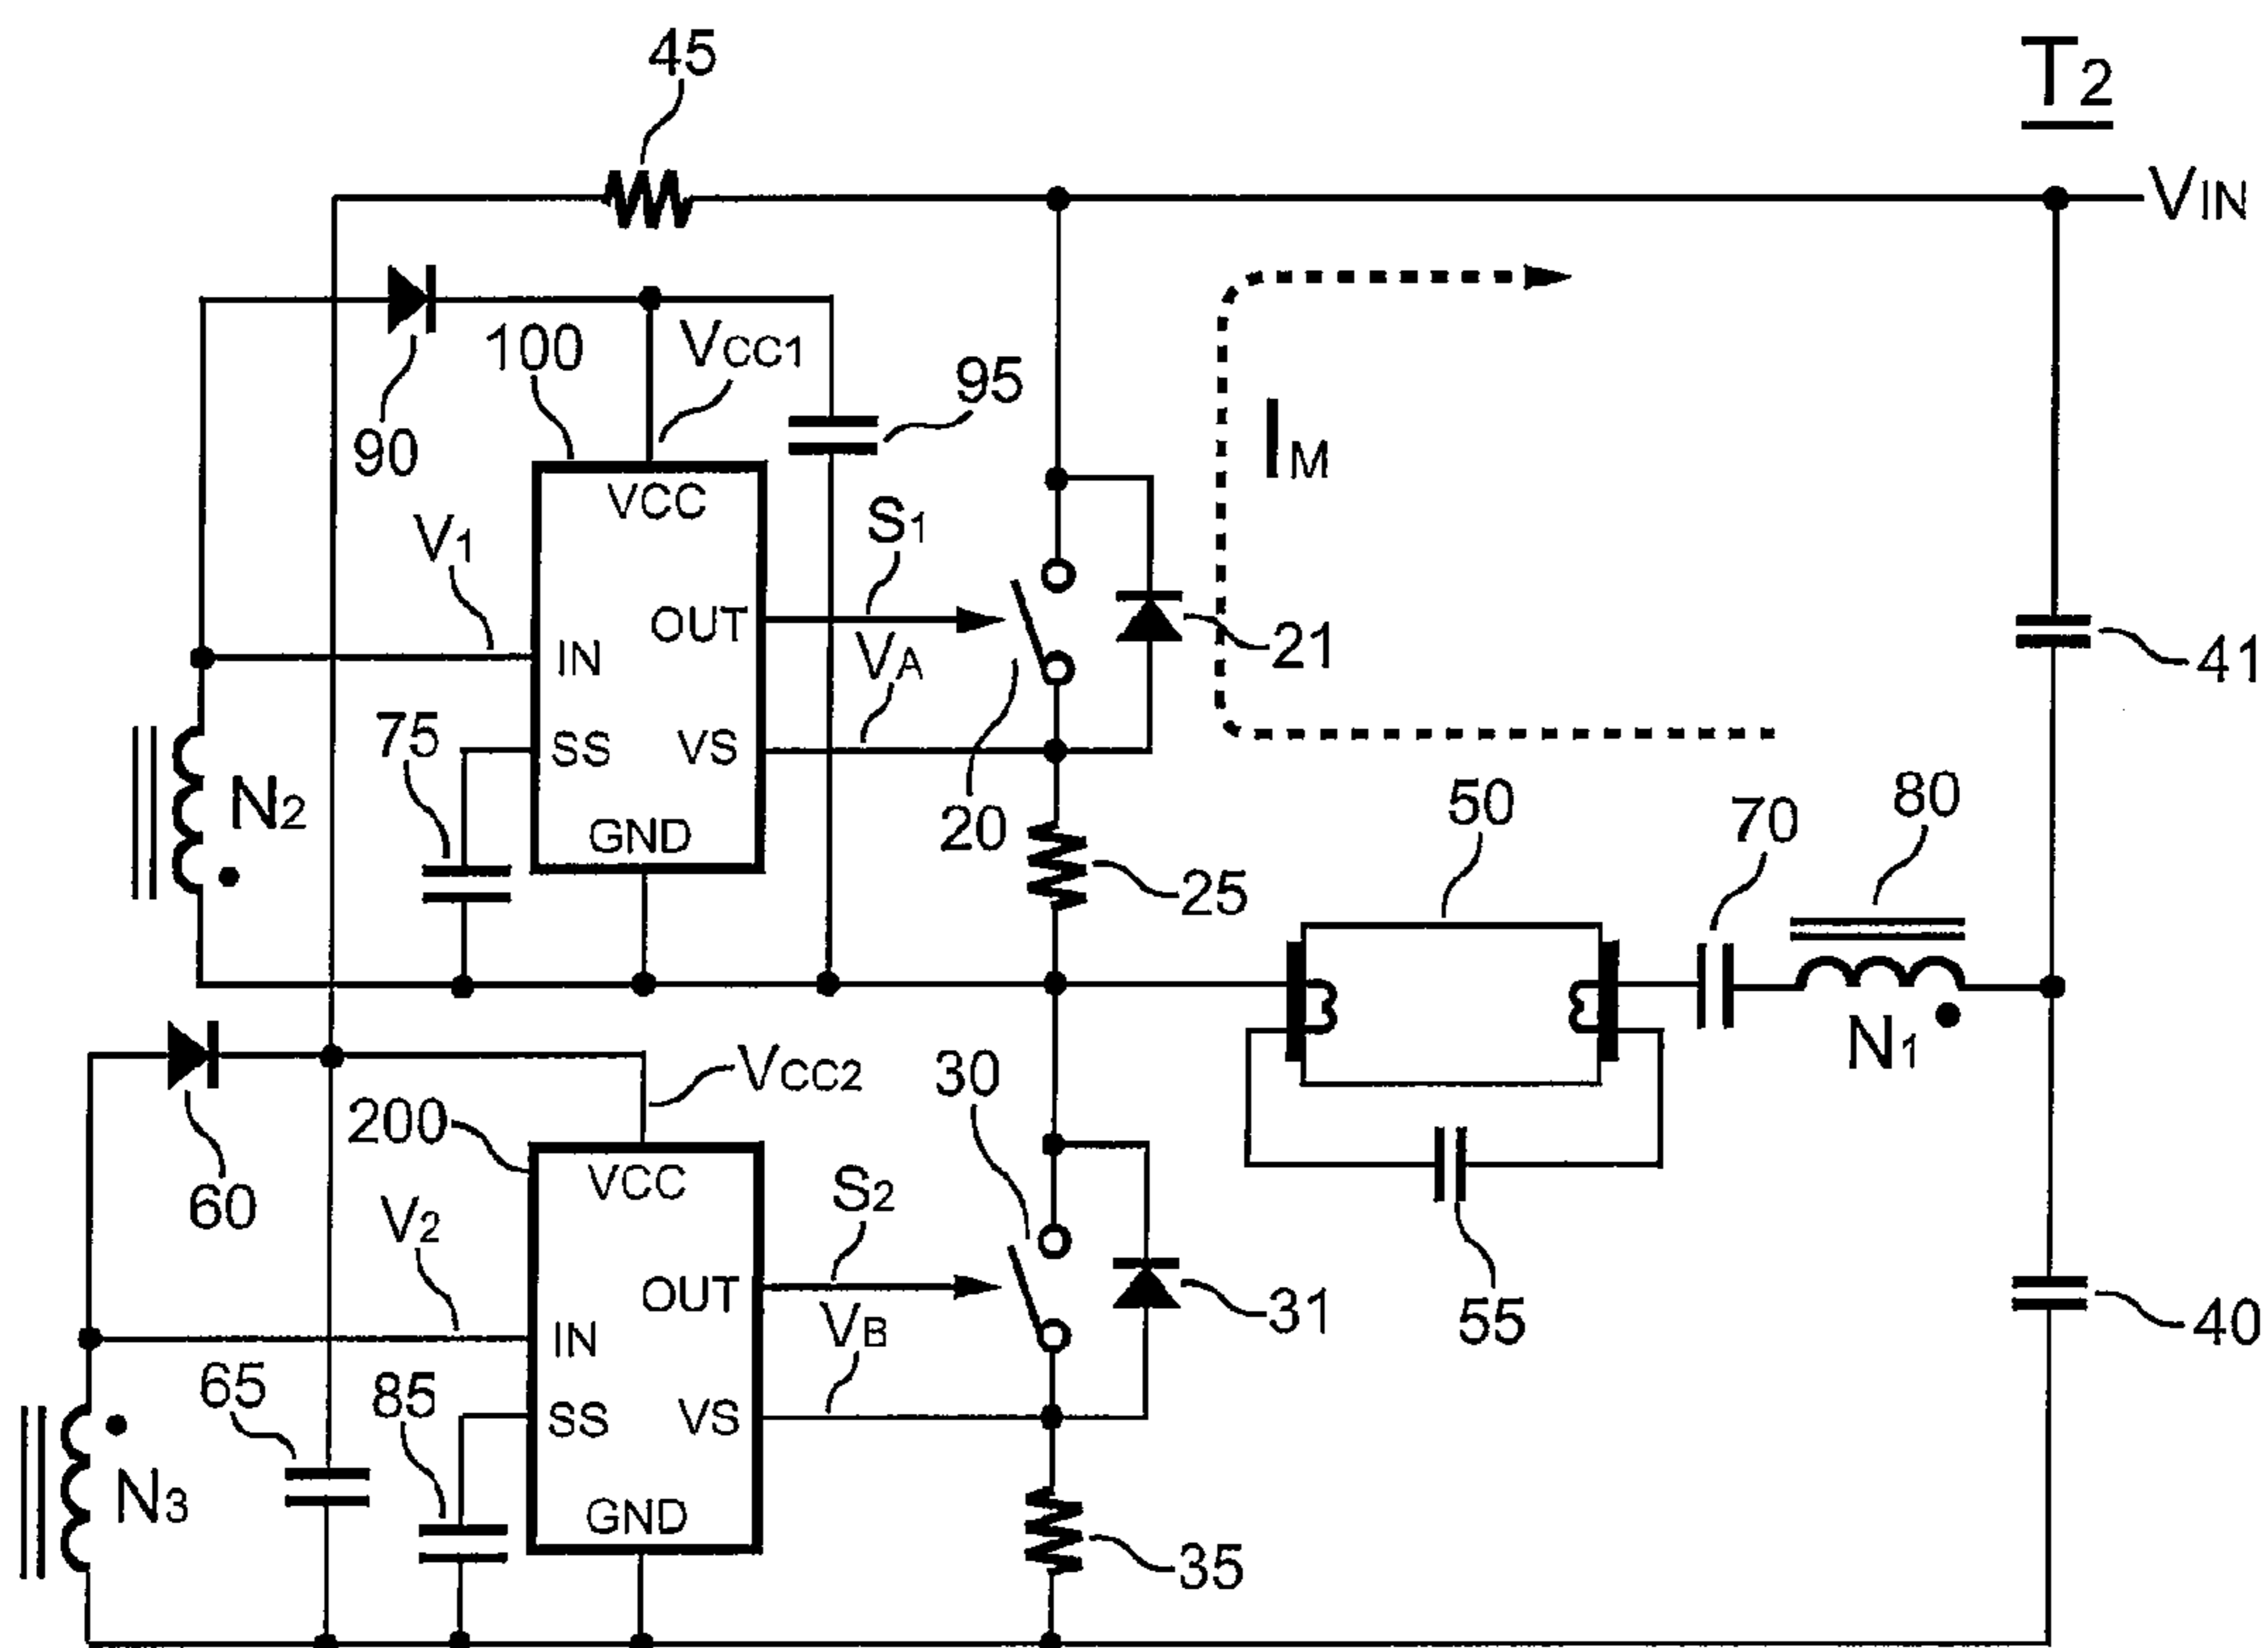 45
T2
VIN
100
VCC1
95
90
IM
VCC
V1
S1
OUT
VA
21
IN
41
75
SS
VS
N2
20
50
70
80
GND
25
N1
30
VCC2
200
VCC
60
V2
S2
OUT
31
VB
55
40
IN
65
85
SS
VS
N3
GND
35